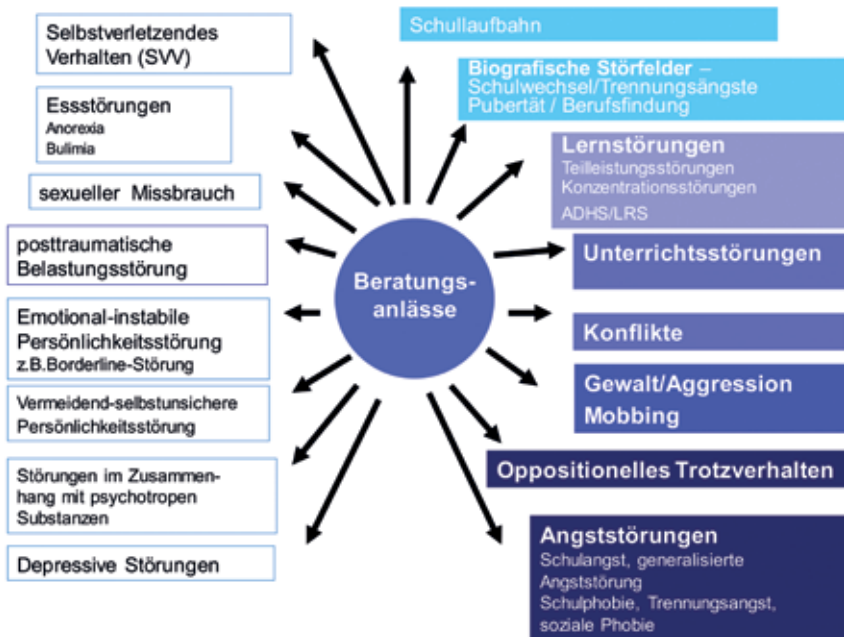 Selbstverletzendes
Verhalten (SVV)
Essstörungen
Anorexia
Bulimia
sexueller Missbrauch
posttraumatische
Belastungsstörung
Emotional-instabile
Persönlichkeitsstörung
z.B.Borderline-Störung
Vermeidend-selbstunsichere
Persönlichkeitsstörung
Störungen im Zusammen-
hang mit psychotropen
Substanzen
Depressive Störungen
Beratungs-
anlässe
Schullaufbahn
Biografische Störfelder –
Schulwechsel/Trennungsängste
Pubertät / Berufsfindung
Lernstörungen
Teilleistungsstörungen
Konzentrationsstörungen
ADHS/LRS
Unterrichtsstörungen
Konflikte
Gewalt/Aggression
Mobbing
Oppositionelles Trotzverhalten
Angststörungen
Schulangst, generalisierte
Angststörung
Schulphobie, Trennungsangst,
soziale Phobie